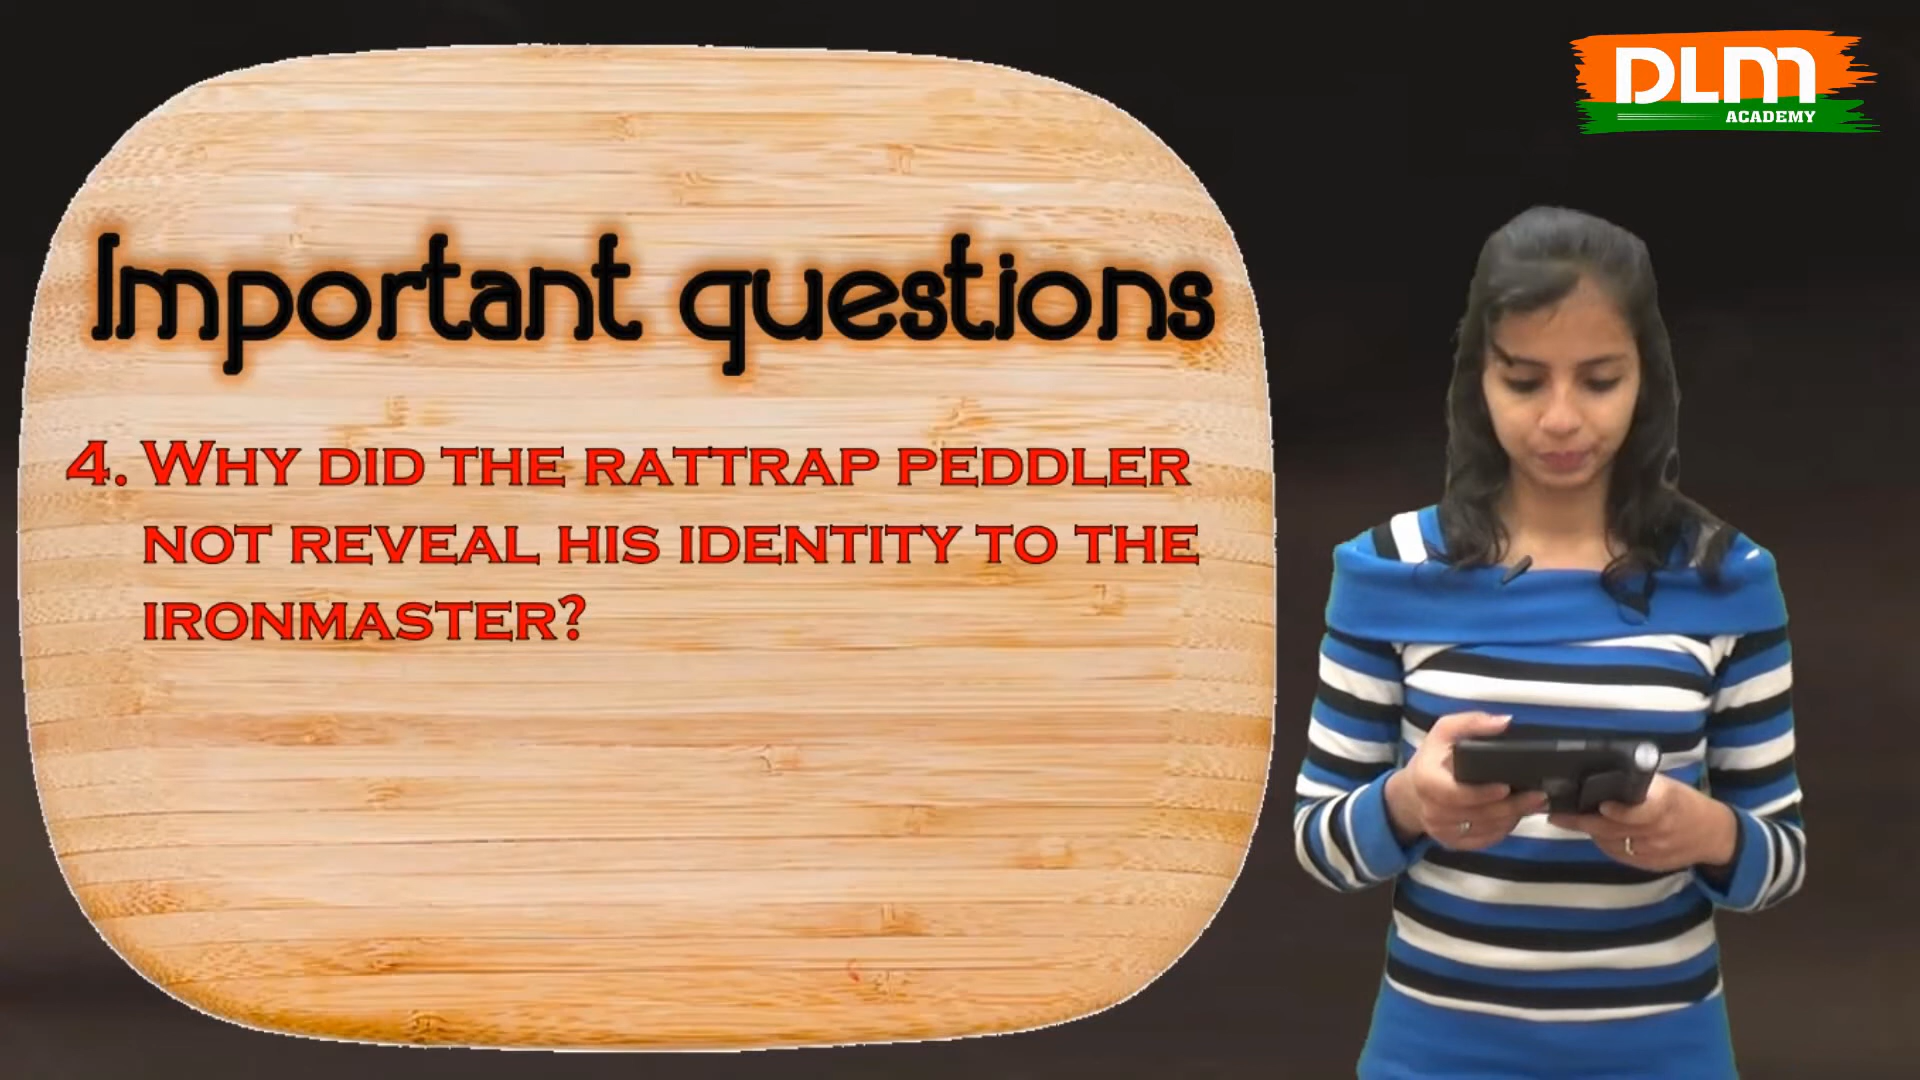 DLM
ACADEMY
Important questions
4. Why did the rattrap peddler
not reveal his identity to the
ironmaster?